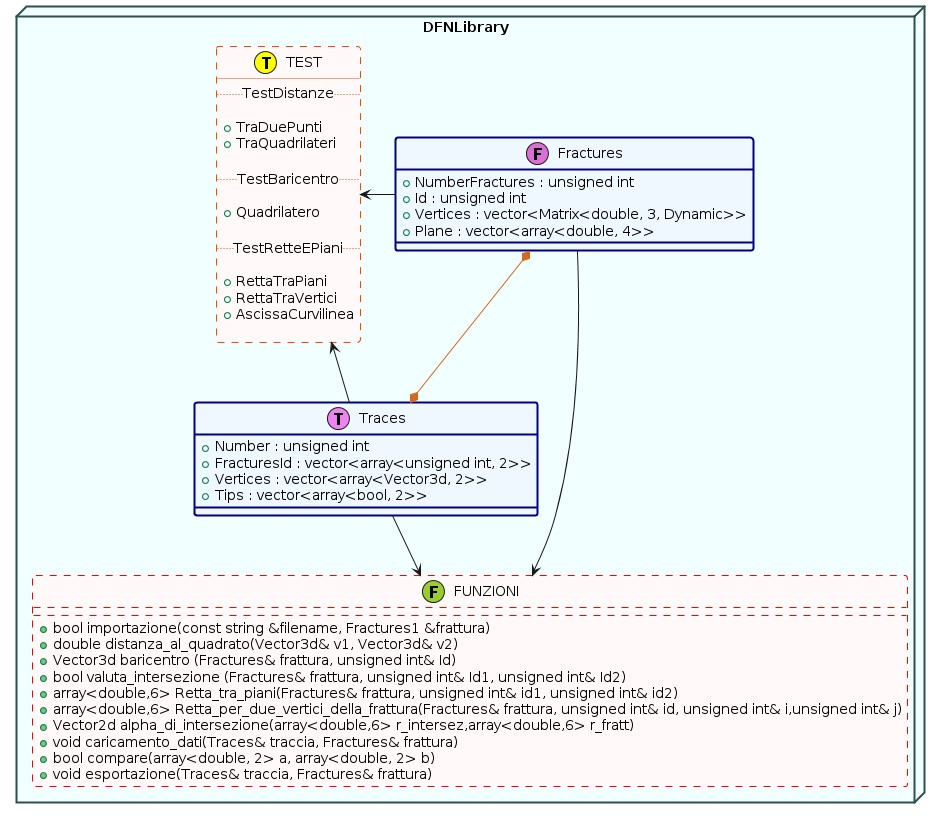 DFNLibrary
T TEST
TestDistanze
TraDuePunti
TraQuadrilateri
TestBaricentro
Quadrilatero
TestRetteEPiani
RettaTraPiani
RettaTraVertici
AscissaCurvilinea
F Fractures
NumberFractures : unsigned int
Id : unsigned int
Vertices : vector<Matrix<double, 3, Dynamic>>
Plane : vector<array<double, 4>>
T Traces
Number : unsigned int
FracturesId : vector<array<unsigned int, 2>>
Vertices : vector<array<Vector3d, 2>>
Tips : vector<array<bool, 2>>
F FUNZIONI
bool importazione(const string &filename, Fractures1 &frattura)
double distanza_al_quadrato(Vector3d& v1, Vector3d& v2)
Vector3d baricentro (Fractures& frattura, unsigned int& Id)
bool valuta_intersezione (Fractures& frattura, unsigned int& Id1, unsigned int& Id2)
array<double,6> Retta_tra_piani(Fractures& frattura, unsigned int& id1, unsigned int& id2)
array<double,6> Retta_per_due_vertici_della_frattura(Fractures& frattura, unsigned int& id, unsigned int& i,unsigned int& j)
Vector2d alpha_di_intersezione(array<double,6> r_intersez,array<double,6> r_fratt)
void caricamento_dati(Traces& traccia, Fractures& frattura)
bool compare(array<double, 2> a, array<double, 2> b)
void esportazione(Traces& traccia, Fractures& frattura)